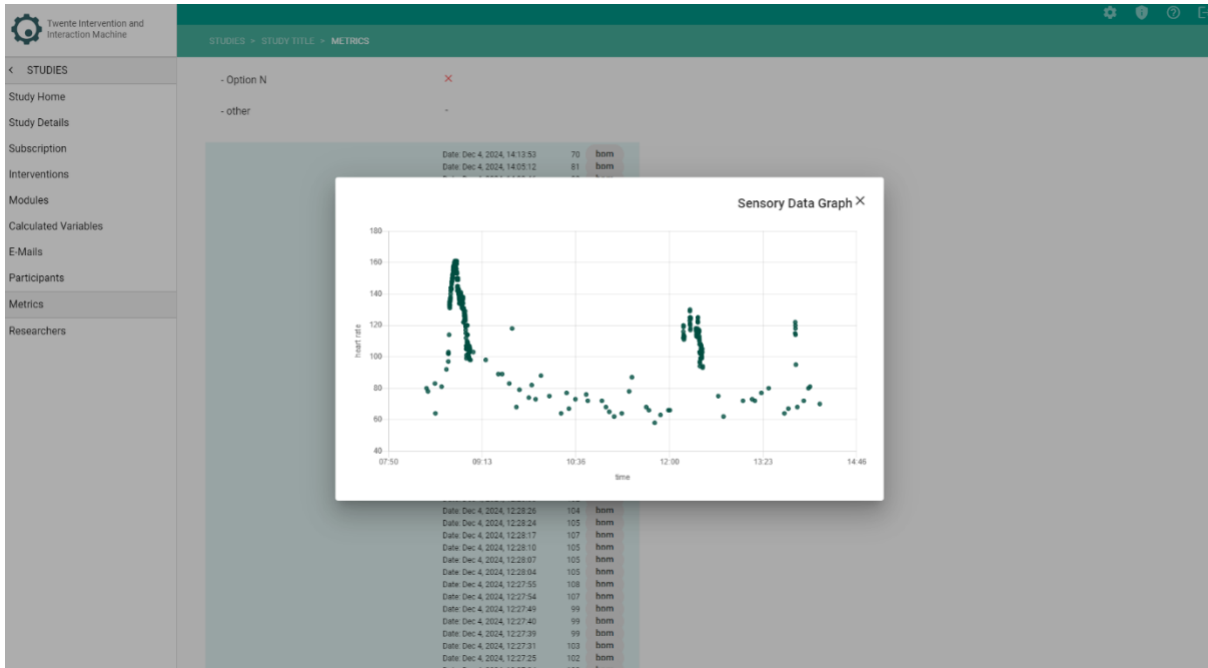 Twente Intervention and
Interaction Machine
STUDIES > STUDY TITLE > METRICS
< STUDIES
Study Home
Study Details
Subscription
Interventions
Modules
Calculated Variables
E-Mails
Participants
Metrics
Researchers
- Option N
- other -
Date: Dec 4, 2024, 14:13:53 70 bpm
Date: Dec 4, 2024, 14:05:12 81 bpm
Sensory Data Graph ×
180
160
140
120
100
80
60
40
heart rate
07:50 09:13 10:36 12:00 13:23 14:46
time
Date: Dec 4, 2024, 12:28:26 104 bpm
Date: Dec 4, 2024, 12:28:24 105 bpm
Date: Dec 4, 2024, 12:28:17 107 bpm
Date: Dec 4, 2024, 12:28:10 105 bpm
Date: Dec 4, 2024, 12:28:07 105 bpm
Date: Dec 4, 2024, 12:28:04 105 bpm
Date: Dec 4, 2024, 12:27:55 108 bpm
Date: Dec 4, 2024, 12:27:54 107 bpm
Date: Dec 4, 2024, 12:27:49 99 bpm
Date: Dec 4, 2024, 12:27:40 99 bpm
Date: Dec 4, 2024, 12:27:39 99 bpm
Date: Dec 4, 2024, 12:27:31 103 bpm
Date: Dec 4, 2024, 12:27:25 102 bpm